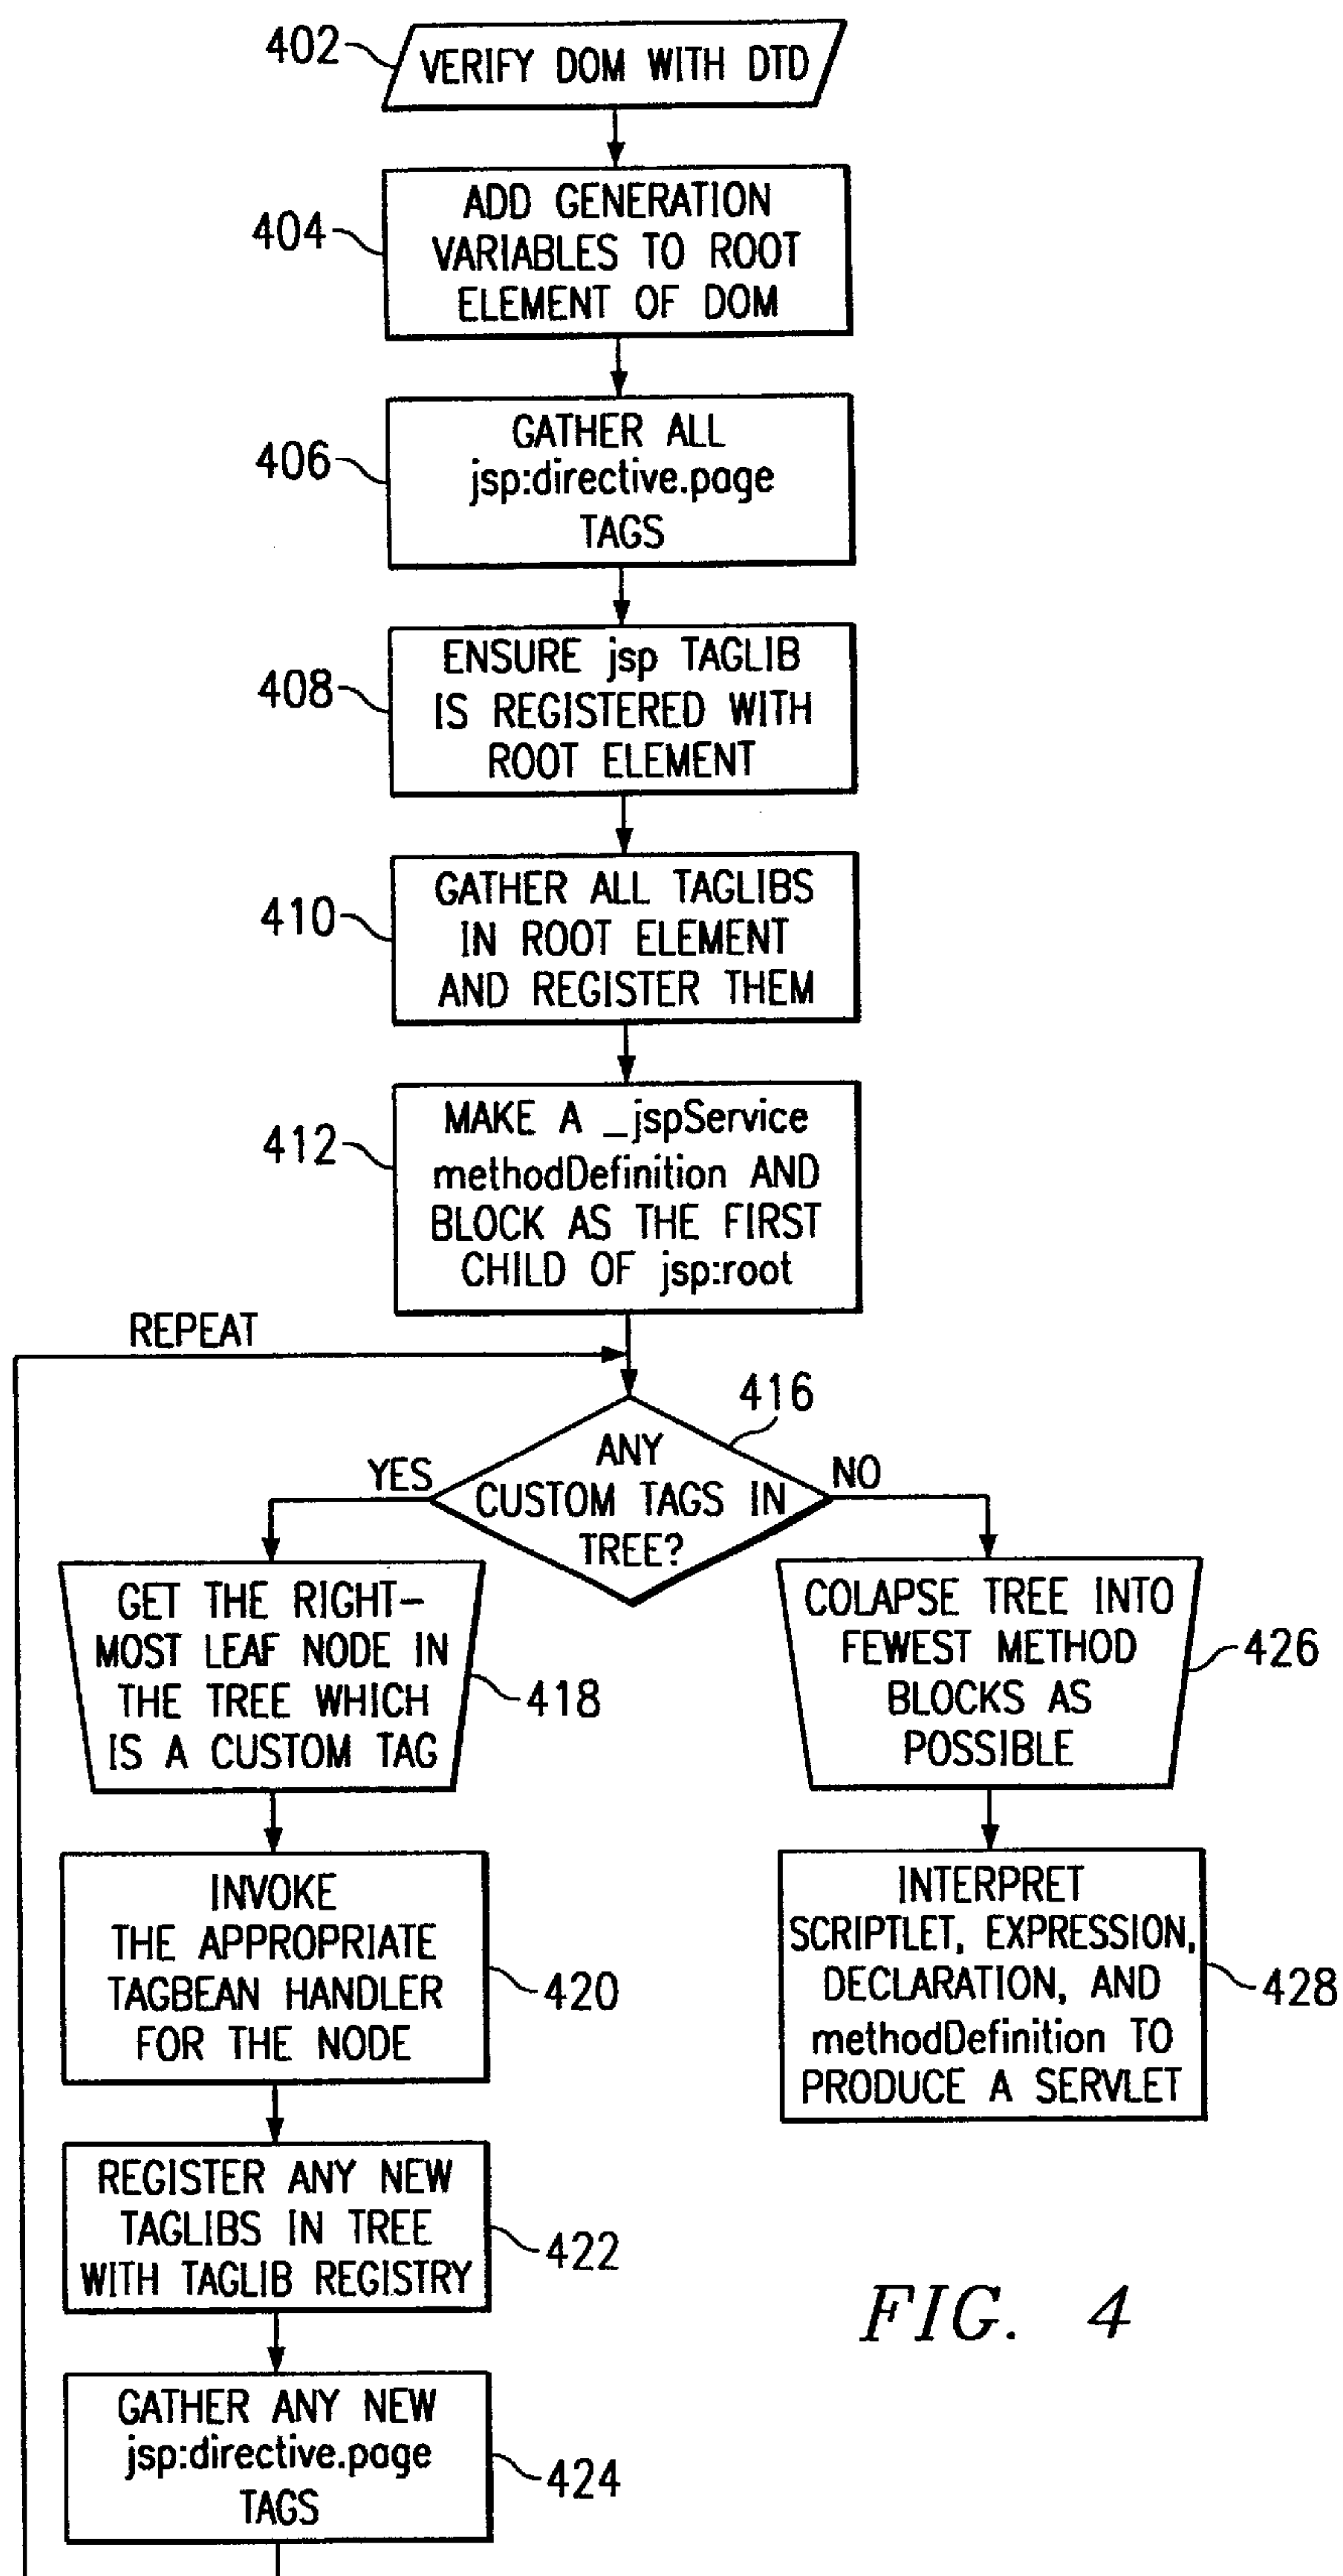 402
VERIFY DOM WITH DTD
404
ADD GENERATION
VARIABLES TO ROOT
ELEMENT OF DOM
406
GATHER ALL
jsp:directive.page
TAGS
408
ENSURE jsp TAGLIB
IS REGISTERED WITH
ROOT ELEMENT
410
GATHER ALL TAGLIBS
IN ROOT ELEMENT
AND REGISTER THEM
412
MAKE A _jspService
methodDefinition AND
BLOCK AS THE FIRST
CHILD OF jsp:root
REPEAT
416
ANY
CUSTOM TAGS IN
TREE?
YES
NO
GET THE RIGHT-
MOST LEAF NODE IN
THE TREE WHICH
IS A CUSTOM TAG
418
COLAPSE TREE INTO
FEWEST METHOD
BLOCKS AS
POSSIBLE
426
INVOKE
THE APPROPRIATE
TAGBEAN HANDLER
FOR THE NODE
420
INTERPRET
SCRIPTLET, EXPRESSION,
DECLARATION, AND
methodDefinition TO
PRODUCE A SERVLET
428
REGISTER ANY NEW
TAGLIBS IN TREE
WITH TAGLIB REGISTRY
422
GATHER ANY NEW
jsp:directive.page
TAGS
424
FIG. 4